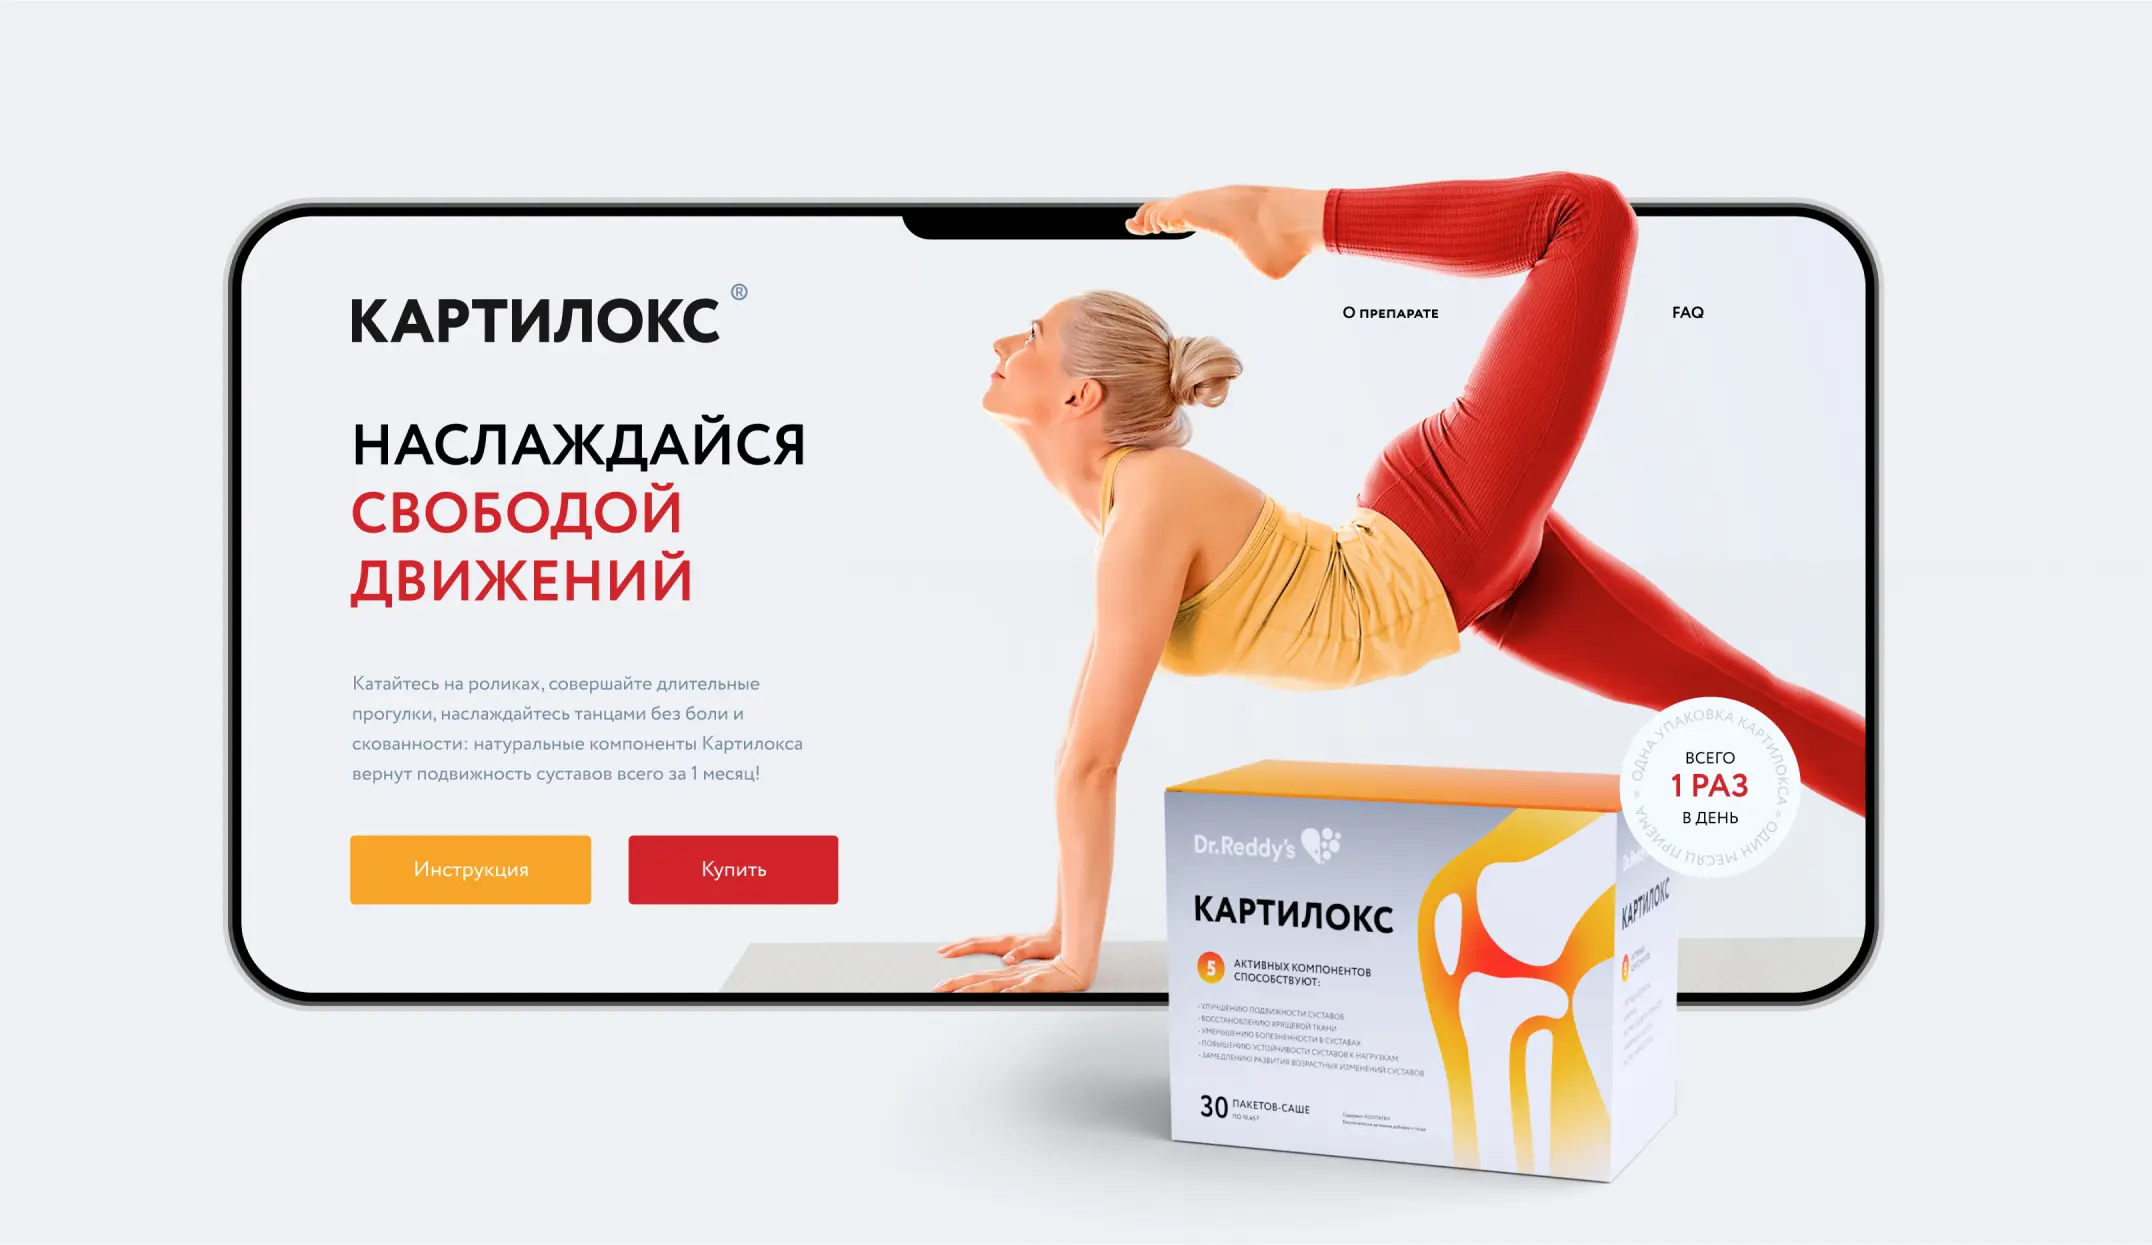 КАРТИЛОКС ®
О ПРЕПАРАТЕ
FAQ
НАСЛАЖДАЙСЯ
СВОБОДОЙ
ДВИЖЕНИЙ
Катайтесь на роликах, совершайте длительные
прогулки, наслаждайтесь танцами без боли и
скованности: натуральные компоненты Картилокса
вернут подвижность суставов всего за 1 месяц!
Инструкция
Купить
ОДНА УПАКОВКА КАРТИЛОКСА = ОДИН МЕСЯЦ ПРИЕМА =
ВСЕГО
1 РАЗ
В ДЕНЬ
Dr.Reddy's
КАРТИЛОКС
5 АКТИВНЫХ КОМПОНЕНТОВ
СПОСОБСТВУЮТ:
• УЛУЧШЕНИЮ ПОДВИЖНОСТИ СУСТАВОВ
• ВОССТАНОВЛЕНИЮ ХРЯЩЕВОЙ ТКАНИ
• УМЕНЬШЕНИЮ БОЛЕЗНЕННОСТИ В СУСТАВАХ
• ПОВЫШЕНИЮ УСТОЙЧИВОСТИ СУСТАВОВ К НАГРУЗКАМ
• ЗАМЕДЛЕНИЮ РАЗВИТИЯ ВОЗРАСТНЫХ ИЗМЕНЕНИЙ СУСТАВОВ
30 ПАКЕТОВ-САШЕ
КАРТИЛОКС